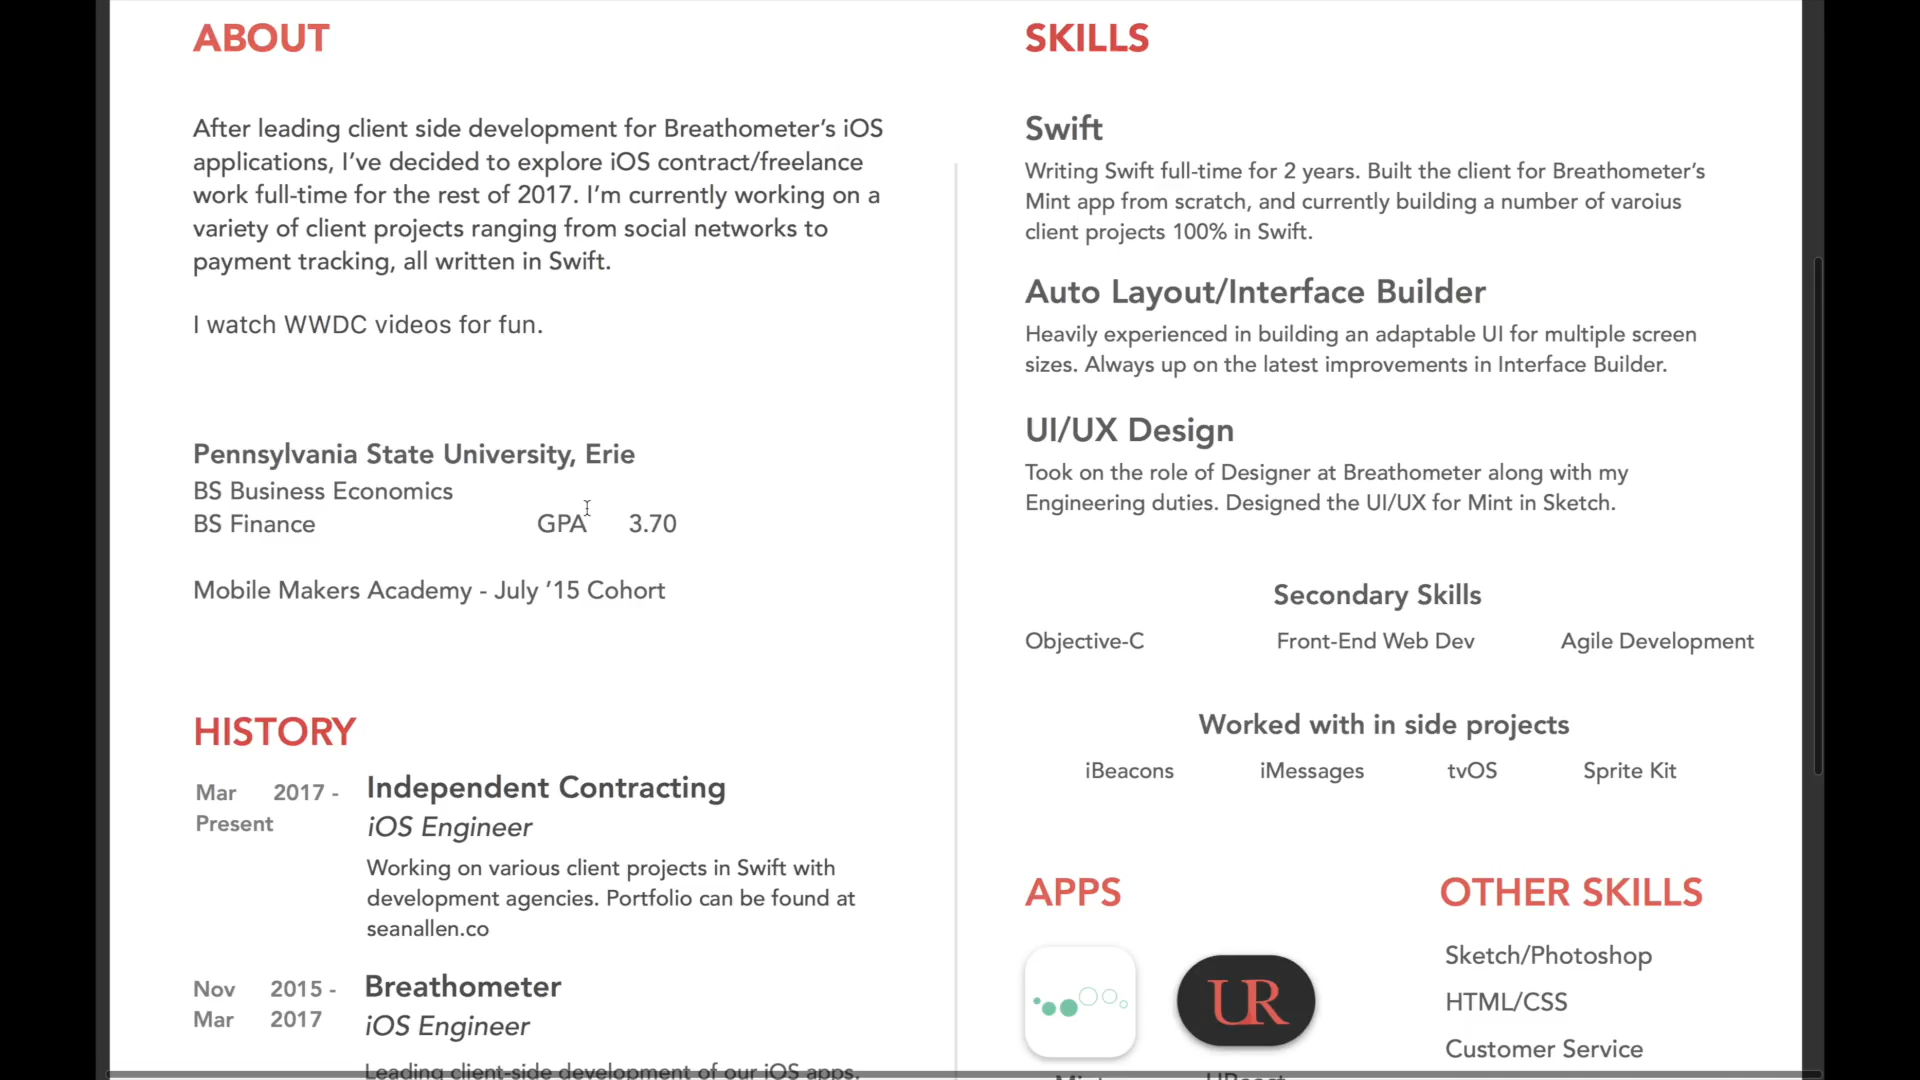 ABOUT
After leading client side development for Breathometer’s iOS
applications, I’ve decided to explore iOS contract/freelance
work full-time for the rest of 2017. I’m currently working on a
variety of client projects ranging from social networks to
payment tracking, all written in Swift.
I watch WWDC videos for fun.
Pennsylvania State University, Erie
BS Business Economics
BS Finance GPA 3.70
Mobile Makers Academy - July ’15 Cohort
HISTORY
Mar 2017 -
Present
Independent Contracting
iOS Engineer
Working on various client projects in Swift with
development agencies. Portfolio can be found at
seanallen.co
Nov 2015 -
Mar 2017
Breathometer
iOS Engineer
Leading client-side development of our iOS apps.
SKILLS
Swift
Writing Swift full-time for 2 years. Built the client for Breathometer’s
Mint app from scratch, and currently building a number of varoius
client projects 100% in Swift.
Auto Layout/Interface Builder
Heavily experienced in building an adaptable UI for multiple screen
sizes. Always up on the latest improvements in Interface Builder.
UI/UX Design
Took on the role of Designer at Breathometer along with my
Engineering duties. Designed the UI/UX for Mint in Sketch.
Secondary Skills
Objective-C Front-End Web Dev Agile Development
Worked with in side projects
iBeacons iMessages tvOS Sprite Kit
APPS
UR
OTHER SKILLS
Sketch/Photoshop
HTML/CSS
Customer Service